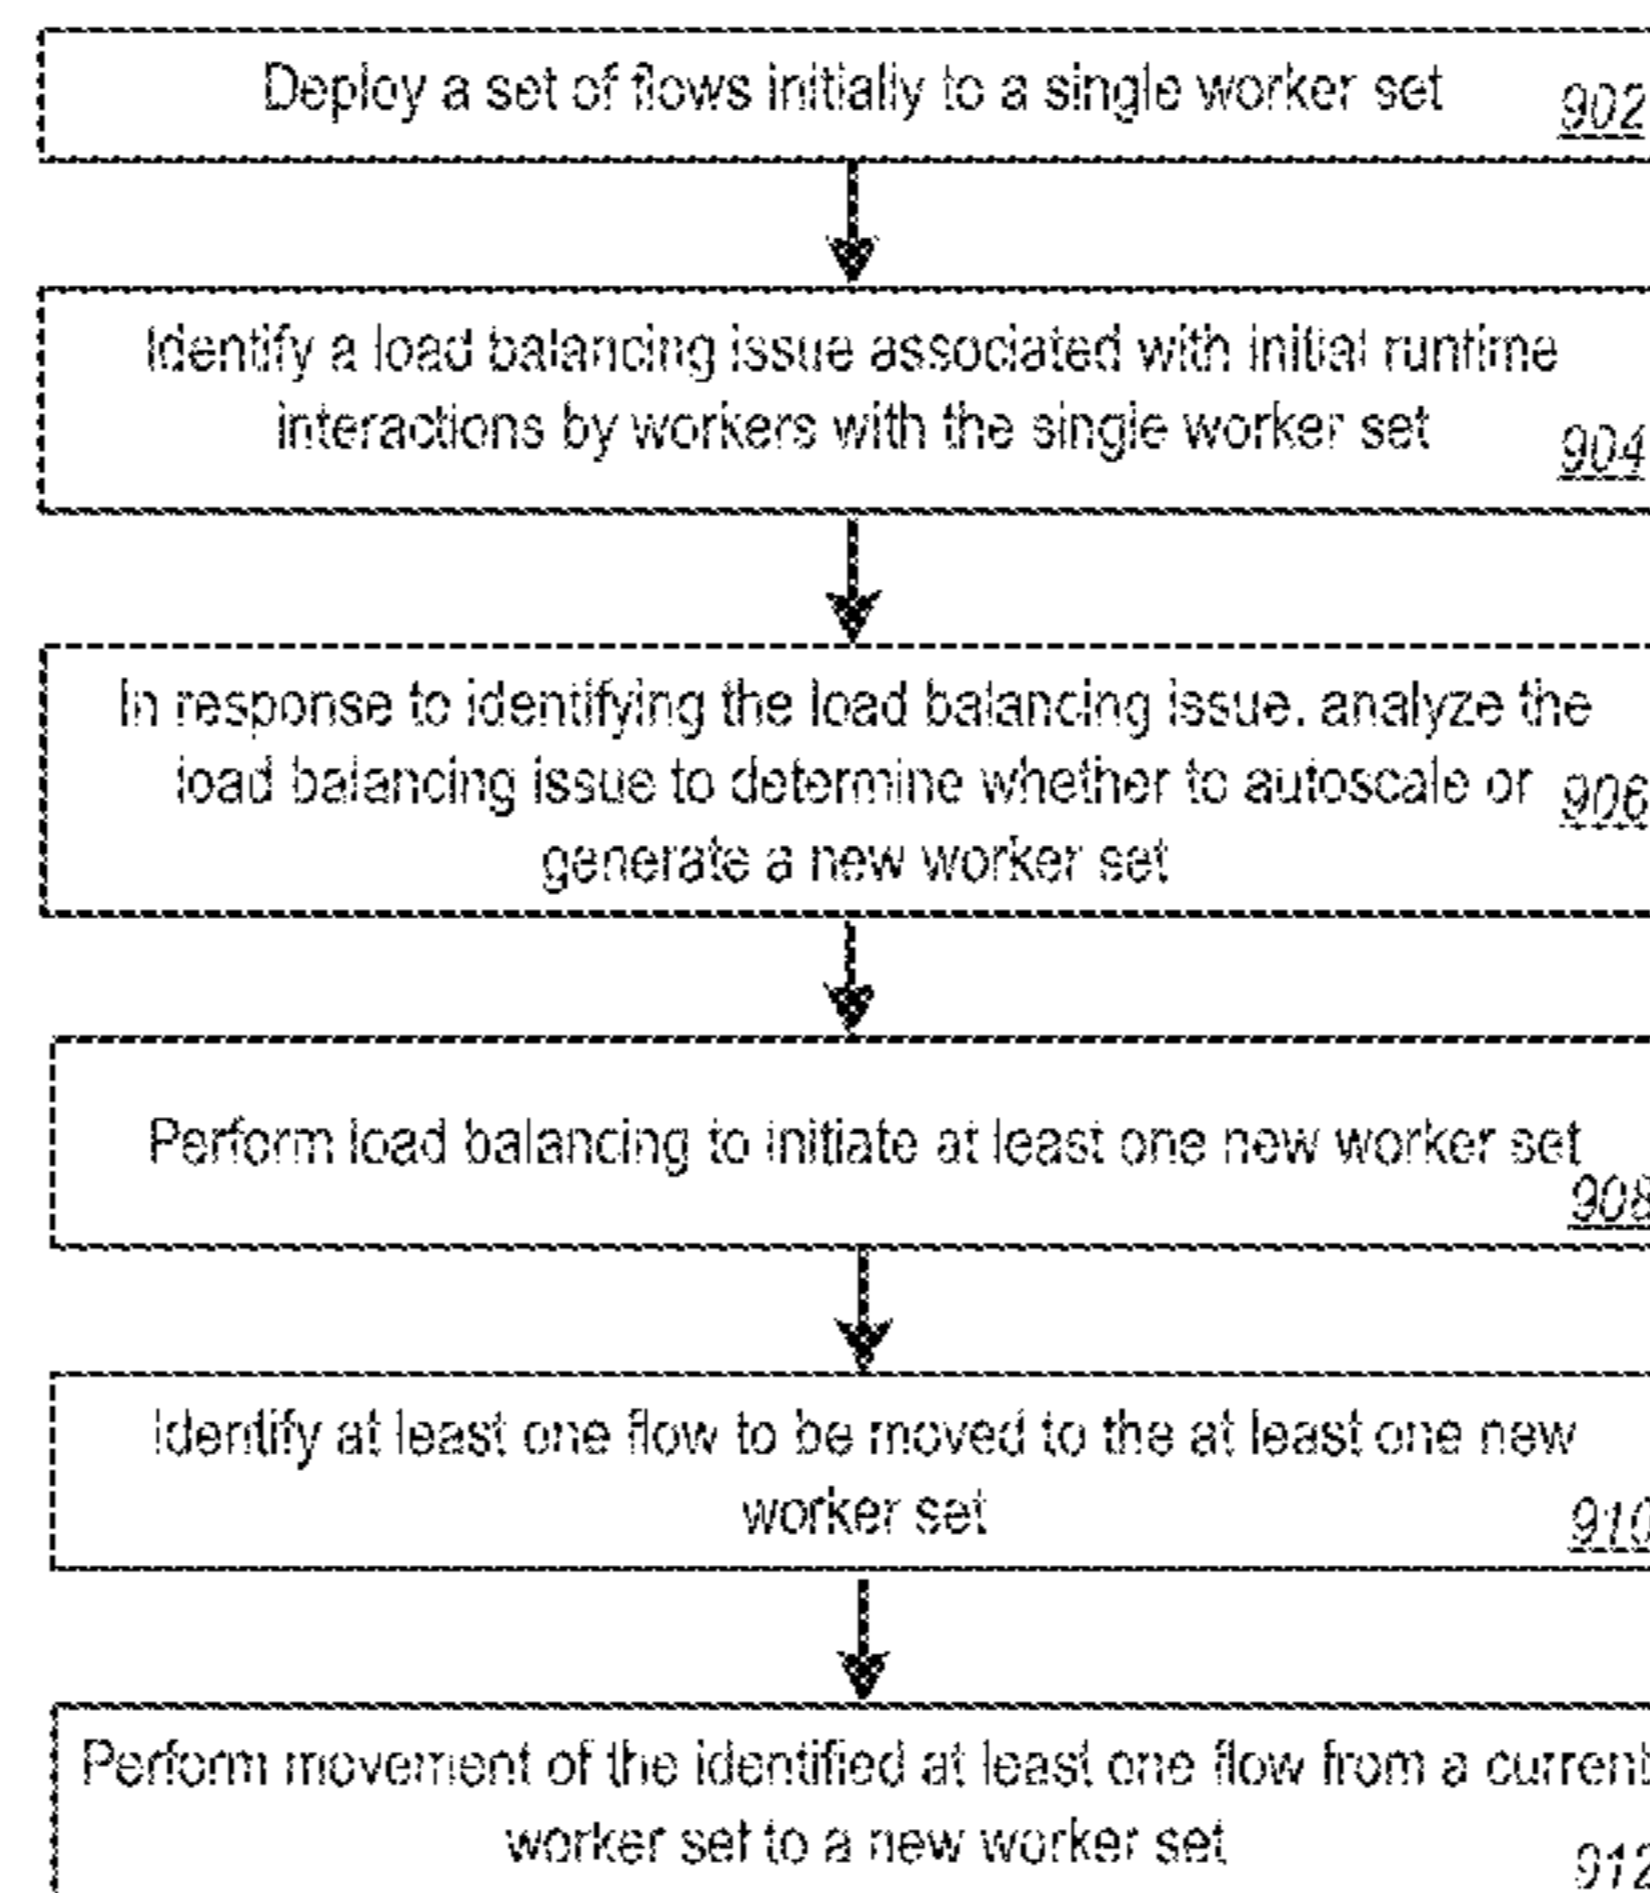 Deploy a set of flows initially to a single worker set
902
Identify a load balancing issue associated with initial runtime
interactions by workers with the single worker set
904
In response to identifying the load balancing issue, analyze the
load balancing issue to determine whether to autoscale or
906
generate a new worker set
Perform load balancing to initiate at least one new worker set
908
Identify at least one flow to be moved to the at least one new
worker set
910
Perform movement of the identified at least one flow from a current
worker set to a new worker set
912